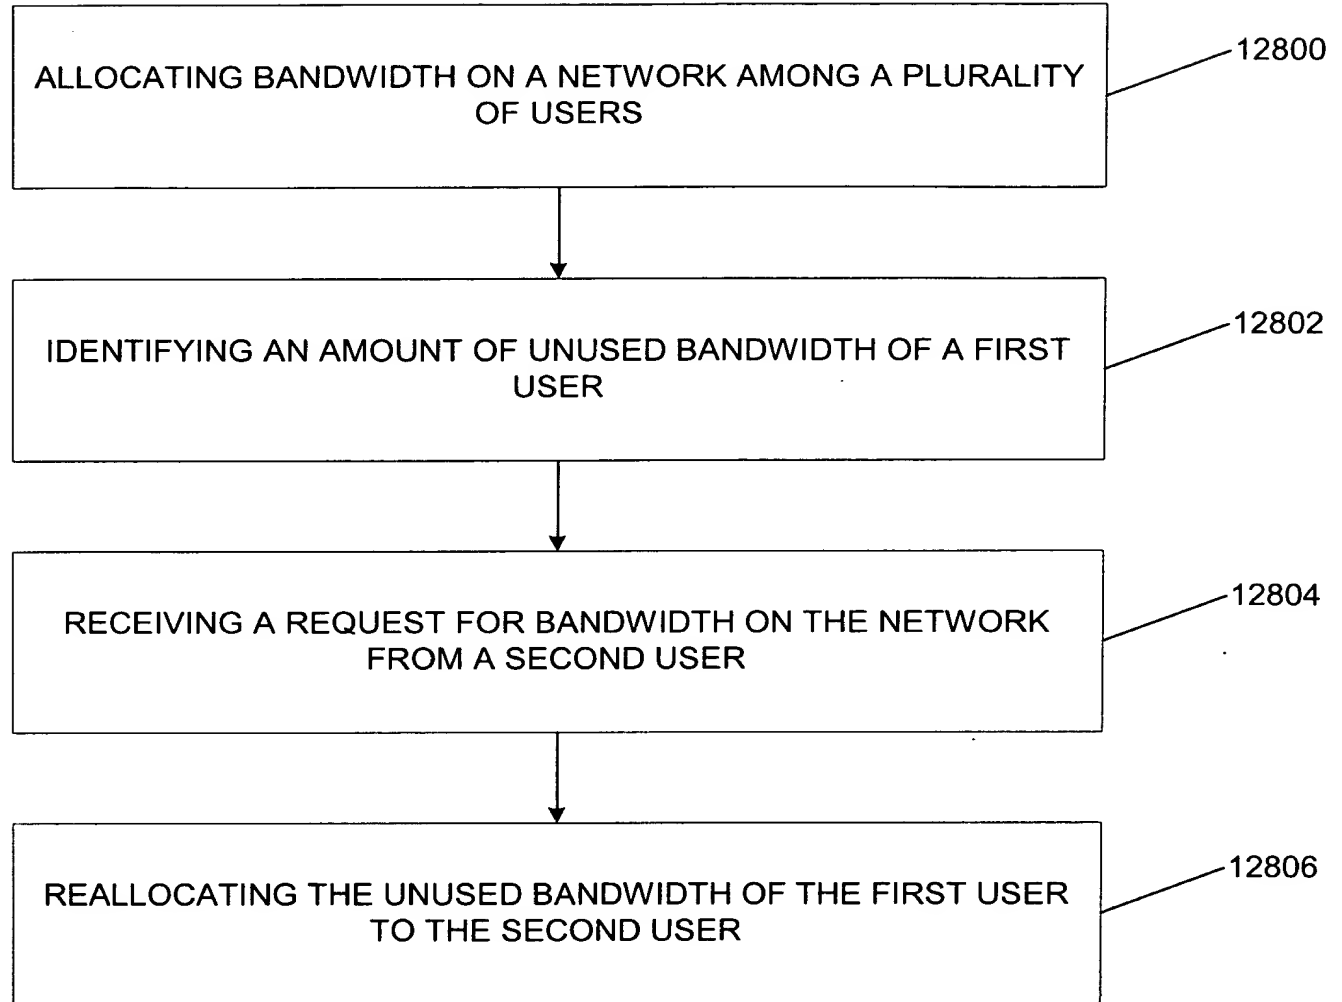 ALLOCATING BANDWIDTH ON A NETWORK AMONG A PLURALITY
OF USERS
12800
IDENTIFYING AN AMOUNT OF UNUSED BANDWIDTH OF A FIRST
USER
12802
RECEIVING A REQUEST FOR BANDWIDTH ON THE NETWORK
FROM A SECOND USER
12804
REALLOCATING THE UNUSED BANDWIDTH OF THE FIRST USER
TO THE SECOND USER
12806